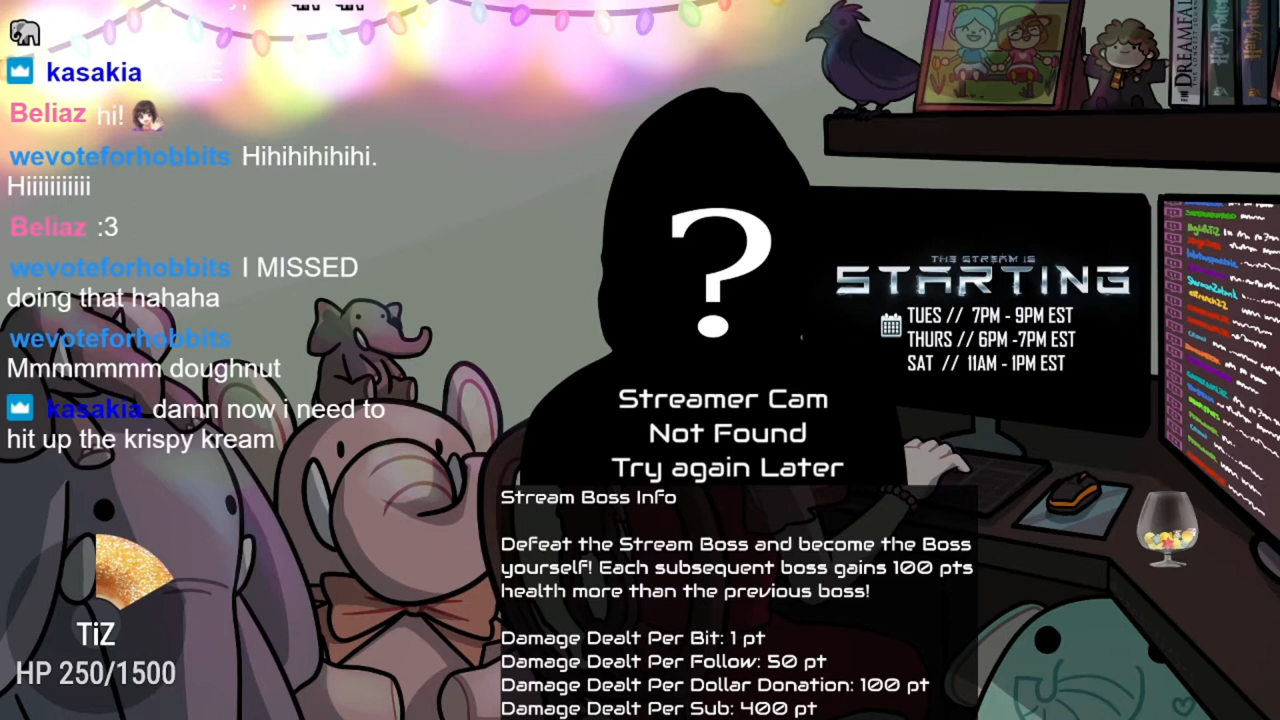 kasakia
Beliaz hi!
wevoteforhobbits Hihihihihihi.
Hiiiiiiiiiii
Beliaz :3
wevoteforhobbits I MISSED
doing that hahaha
wevoteforhobbits
Mmmmmmm doughnut
kasakia damn now i need to
hit up the krispy kream
TiZ
HP 250/1500
?
Streamer Cam
Not Found
Try again Later
THE STREAM IS
STARTING
TUES // 7PM - 9PM EST
THURS // 6PM -7PM EST
SAT // 11AM - 1PM EST
Stream Boss Info
Defeat the Stream Boss and become the Boss
yourself! Each subsequent boss gains 100 pts
health more than the previous boss!
Damage Dealt Per Bit: 1 pt
Damage Dealt Per Follow: 50 pt
Damage Dealt Per Dollar Donation: 100 pt
Damage Dealt Per Sub: 400 pt
DREAMFALL
Harry Potter
Harry Potter